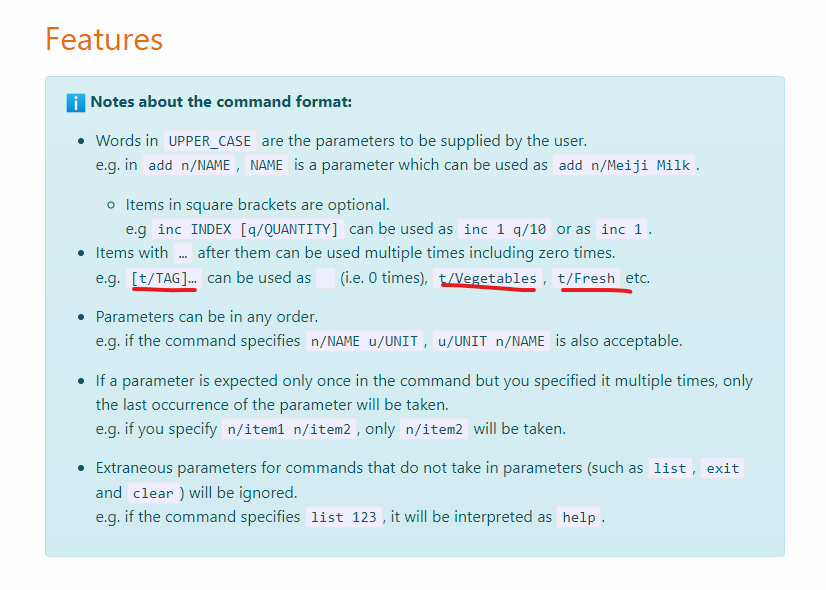 Features
i Notes about the command format:
• Words in UPPER_CASE are the parameters to be supplied by the user.
e.g. in add n/NAME , NAME is a parameter which can be used as add n/Meiji Milk .
◦ Items in square brackets are optional.
e.g inc INDEX [q/QUANTITY] can be used as inc 1 q/10 or as inc 1 .
• Items with … after them can be used multiple times including zero times.
e.g. [t/TAG]… can be used as (i.e. 0 times), t/Vegetables , t/Fresh etc.
• Parameters can be in any order.
e.g. if the command specifies n/NAME u/UNIT , u/UNIT n/NAME is also acceptable.
• If a parameter is expected only once in the command but you specified it multiple times, only
the last occurrence of the parameter will be taken.
e.g. if you specify n/item1 n/item2 , only n/item2 will be taken.
• Extraneous parameters for commands that do not take in parameters (such as list , exit
and clear ) will be ignored.
e.g. if the command specifies list 123 , it will be interpreted as help .